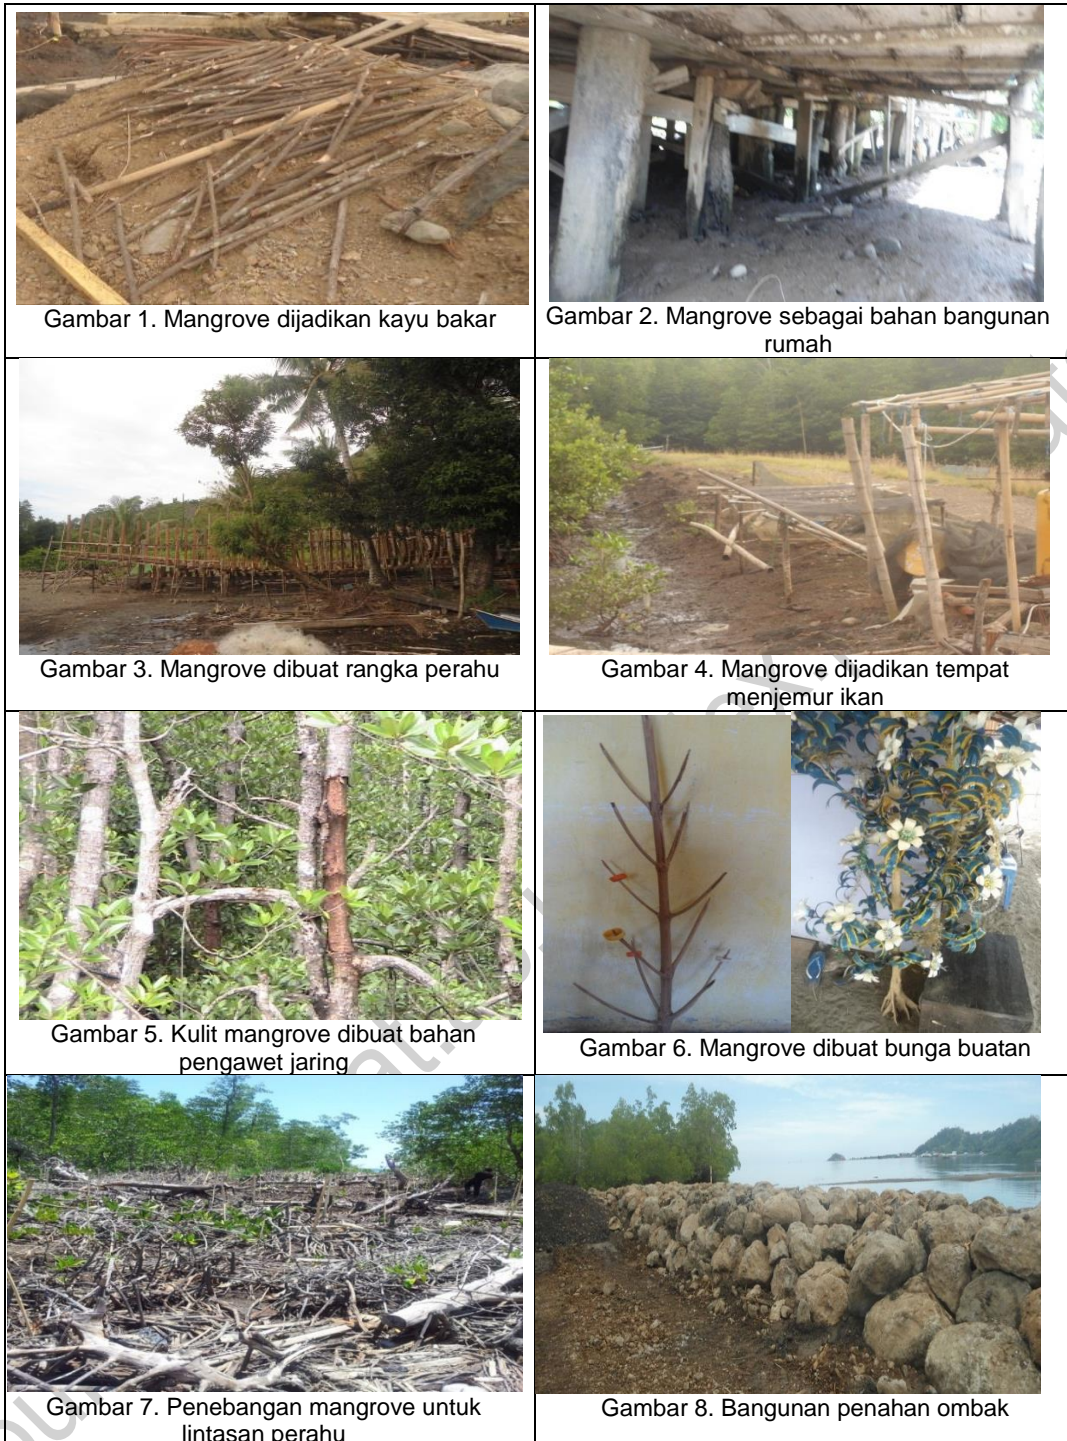 Gambar 1. Mangrove dijadikan kayu bakar
Gambar 2. Mangrove sebagai bahan bangunan
rumah
Gambar 3. Mangrove dibuat rangka perahu
Gambar 4. Mangrove dijadikan tempat
menjemur ikan
Gambar 5. Kulit mangrove dibuat bahan
pengawet jaring
Gambar 6. Mangrove dibuat bunga buatan
Gambar 7. Penebangan mangrove untuk
lintasan perahu
Gambar 8. Bangunan penahan ombak